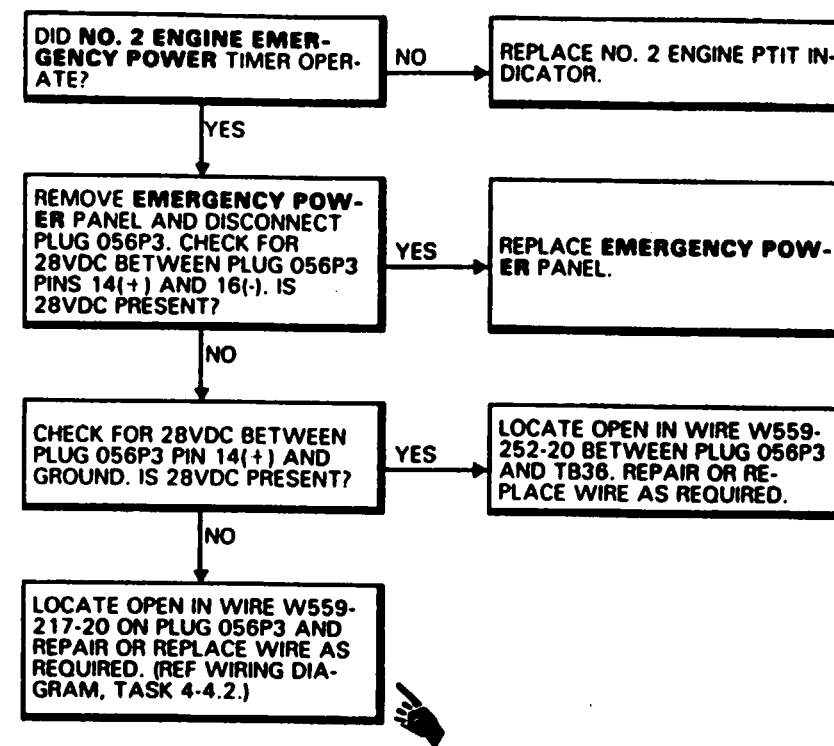 DID NO. 2 ENGINE EMER-
GENCY POWER TIMER OPER-
ATE?
NO
REPLACE NO. 2 ENGINE PTIT IN-
DICATOR.
YES
REMOVE EMERGENCY POW-
ER PANEL AND DISCONNECT
PLUG 056P3. CHECK FOR
28VDC BETWEEN PLUG 056P3
PINS 14(+) AND 16(-). IS
28VDC PRESENT?
YES
REPLACE EMERGENCY POW-
ER PANEL.
NO
CHECK FOR 28VDC BETWEEN
PLUG 056P3 PIN 14(+) AND
GROUND. IS 28VDC PRESENT?
YES
LOCATE OPEN IN WIRE W559-
252-20 BETWEEN PLUG 056P3
AND TB36. REPAIR OR RE-
PLACE WIRE AS REQUIRED.
NO
LOCATE OPEN IN WIRE W559-
217-20 ON PLUG 056P3 AND
REPAIR OR REPLACE WIRE AS
REQUIRED. (REF WIRING DIA-
GRAM, TASK 4-4.2.)